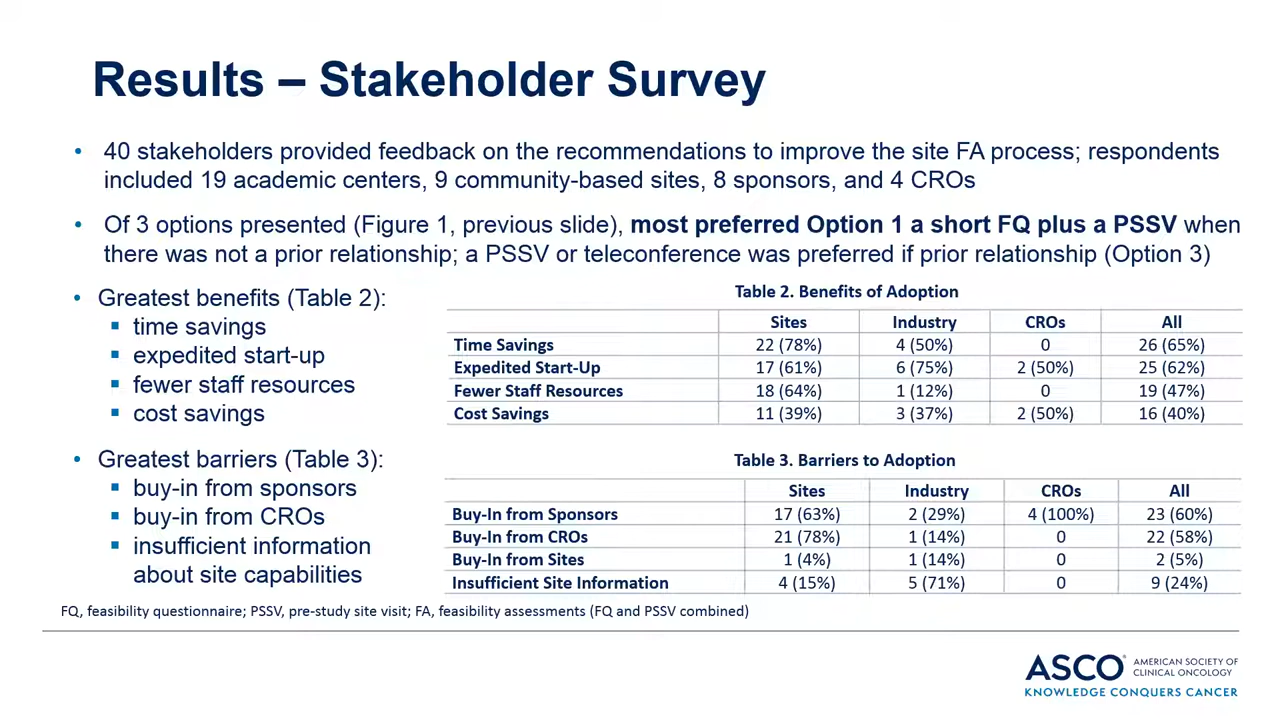 Results – Stakeholder Survey
• 40 stakeholders provided feedback on the recommendations to improve the site FA process; respondents
included 19 academic centers, 9 community-based sites, 8 sponsors, and 4 CROs
• Of 3 options presented (Figure 1, previous slide), most preferred Option 1 a short FQ plus a PSSV when
there was not a prior relationship; a PSSV or teleconference was preferred if prior relationship (Option 3)
• Greatest benefits (Table 2):
▪ time savings
▪ expedited start-up
▪ fewer staff resources
▪ cost savings
Table 2. Benefits of Adoption
Sites Industry CROs All
Time Savings 22 (78%) 4 (50%) 0 26 (65%)
Expedited Start-Up 17 (61%) 6 (75%) 2 (50%) 25 (62%)
Fewer Staff Resources 18 (64%) 1 (12%) 0 19 (47%)
Cost Savings 11 (39%) 3 (37%) 2 (50%) 16 (40%)
• Greatest barriers (Table 3):
▪ buy-in from sponsors
▪ buy-in from CROs
▪ insufficient information
about site capabilities
Table 3. Barriers to Adoption
Sites Industry CROs All
Buy-In from Sponsors 17 (63%) 2 (29%) 4 (100%) 23 (60%)
Buy-In from CROs 21 (78%) 1 (14%) 0 22 (58%)
Buy-In from Sites 1 (4%) 1 (14%) 0 2 (5%)
Insufficient Site Information 4 (15%) 5 (71%) 0 9 (24%)
FQ, feasibility questionnaire; PSSV, pre-study site visit; FA, feasibility assessments (FQ and PSSV combined)
ASCO® AMERICAN SOCIETY OF
CLINICAL ONCOLOGY
KNOWLEDGE CONQUERS CANCER